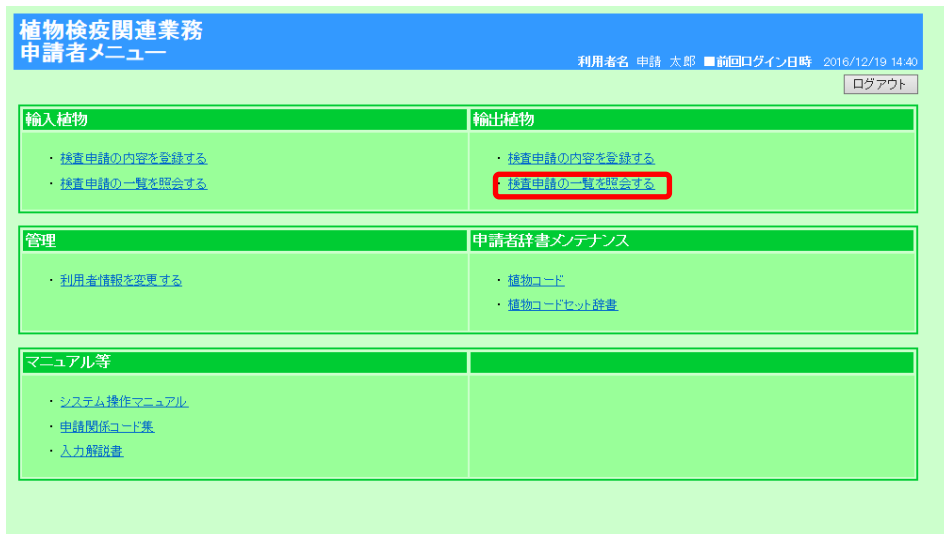 植物検疫関連業務
申請者メニュー
利用者名 申請 太郎 ■前回ログイン日時 2016/12/19 14:40
ログアウト
輸入植物
・検査申請の内容を登録する
・検査申請の一覧を照会する
輸出植物
・検査申請の内容を登録する
・検査申請の一覧を照会する
管理
・利用者情報を変更する
申請者辞書メンテナンス
・植物コード
・植物コードセット辞書
マニュアル等
・システム操作マニュアル
・申請関係コード集
・入力解説書